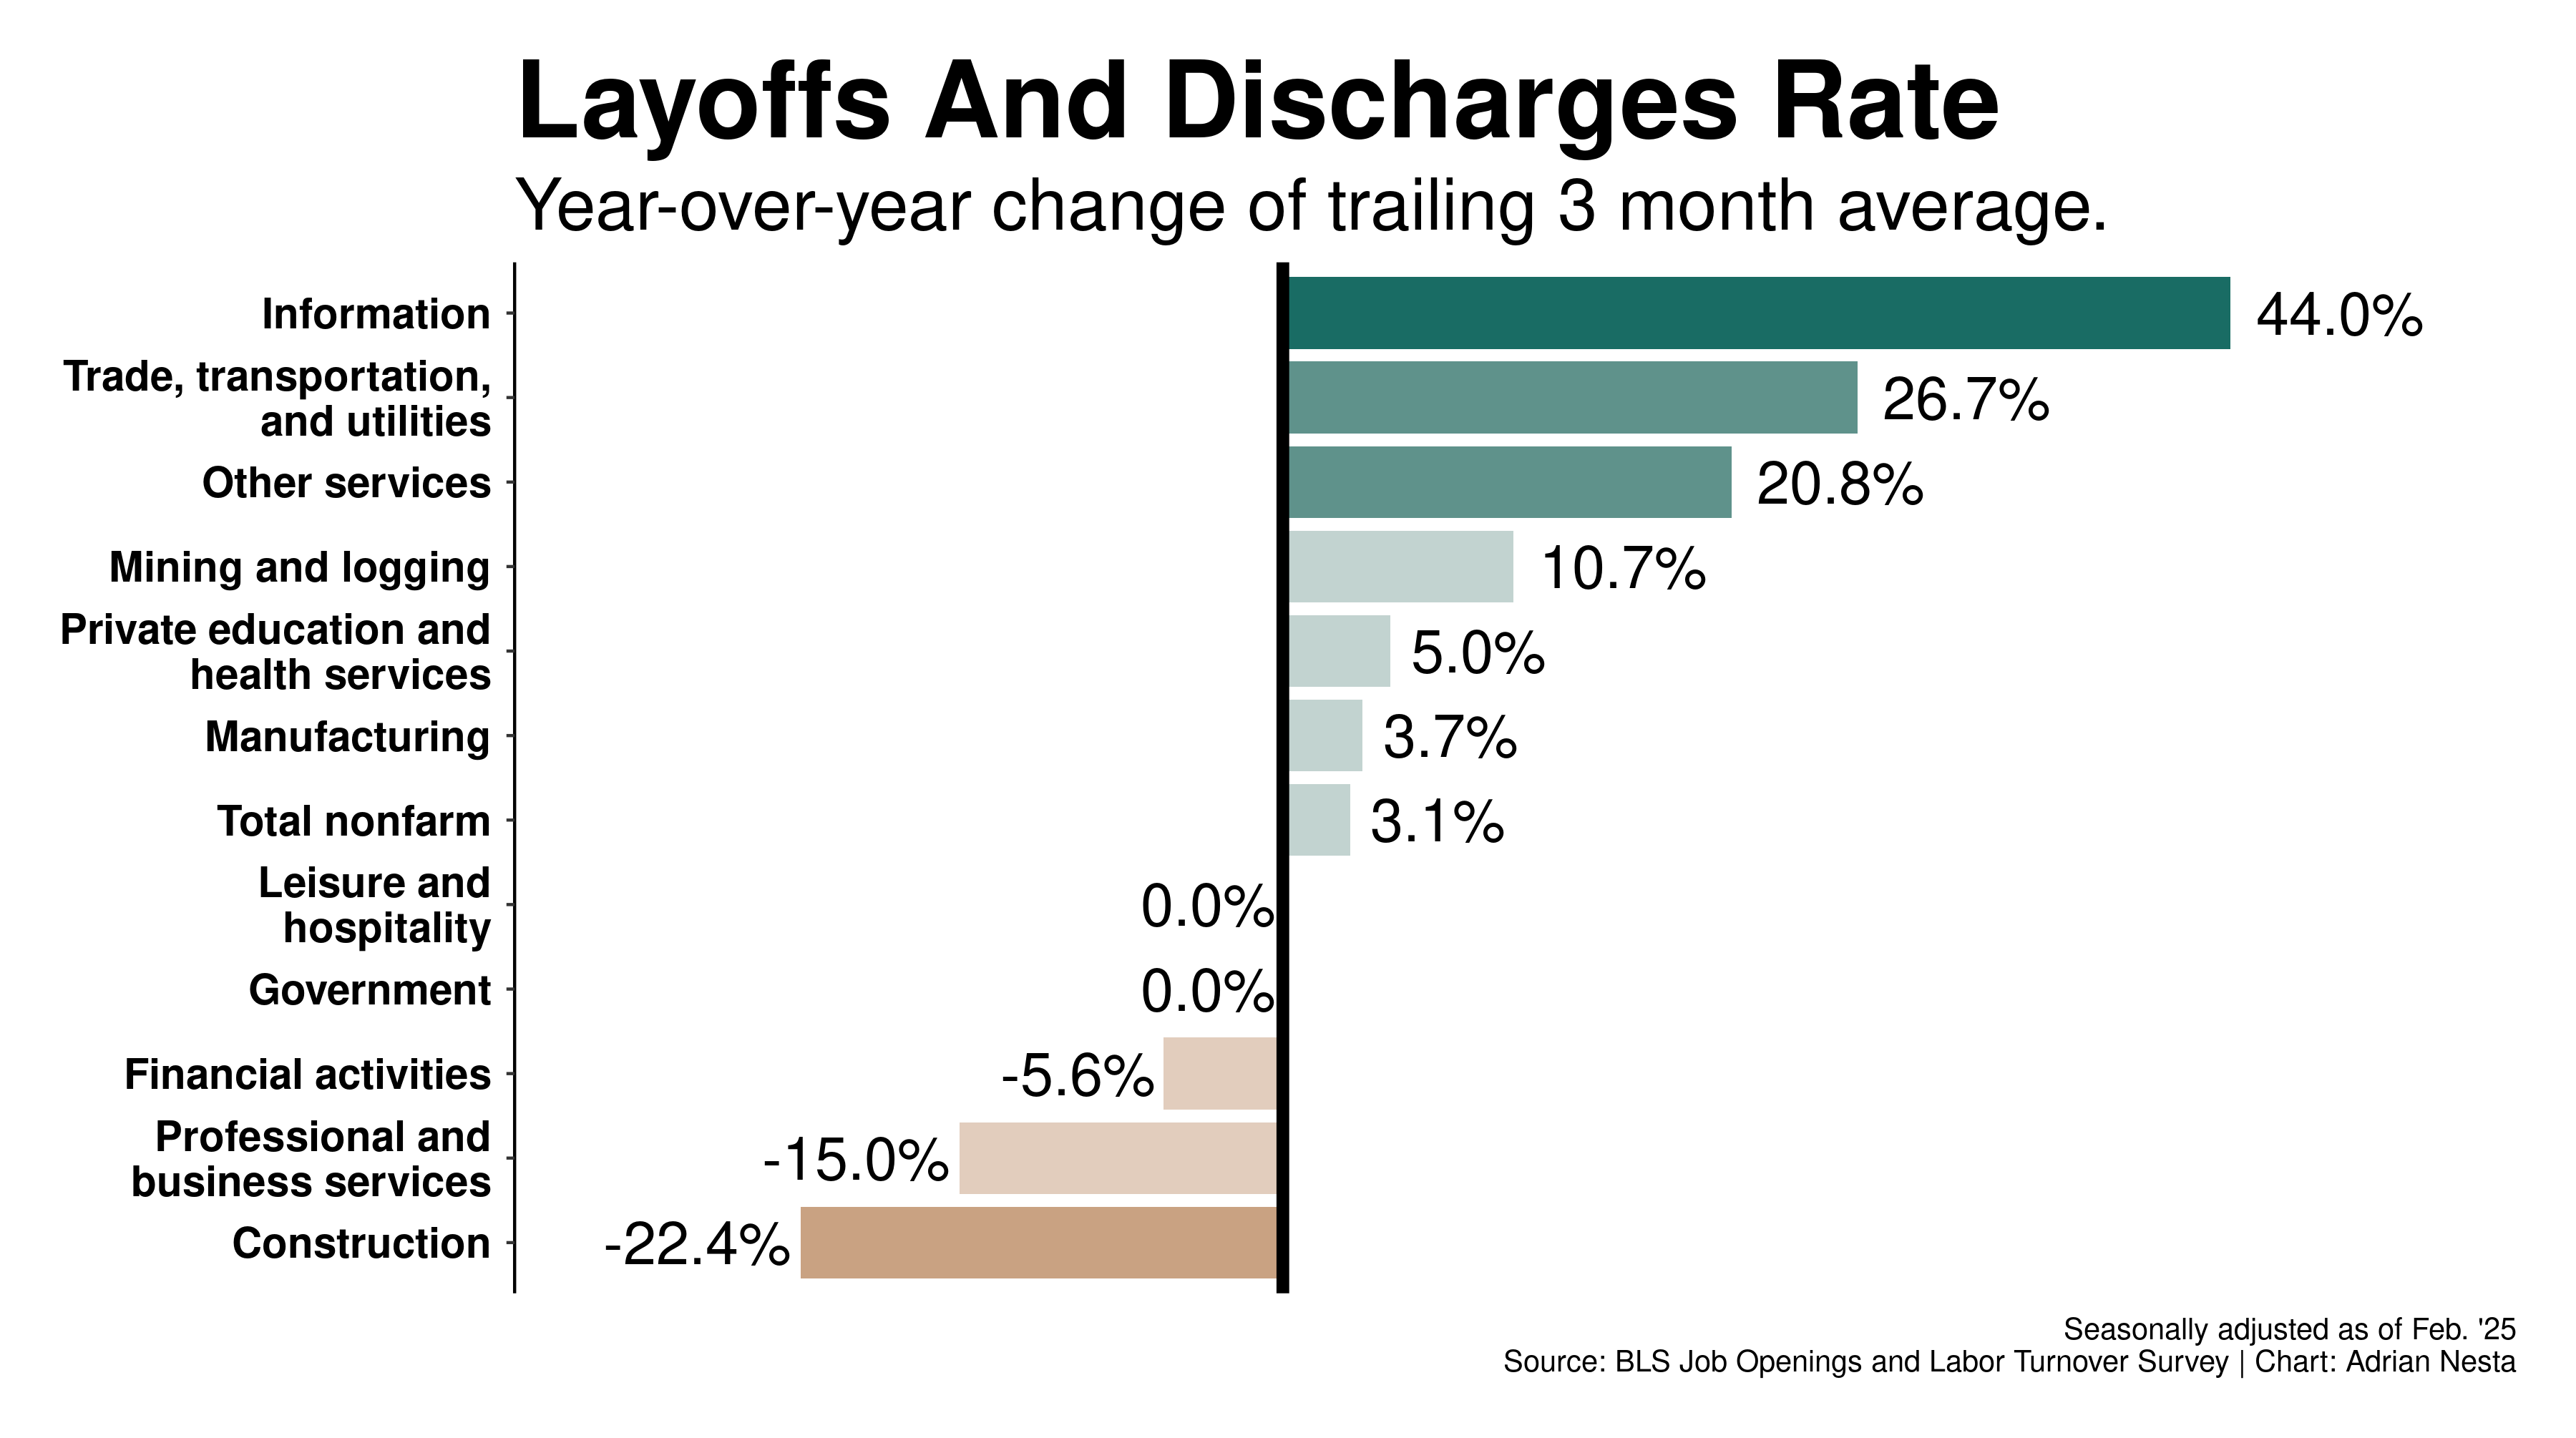 Layoffs And Discharges Rate
Year-over-year change of trailing 3 month average.
Information
44.0%
Trade, transportation,
and utilities
26.7%
Other services
20.8%
Mining and logging
10.7%
Private education and
health services
5.0%
Manufacturing
3.7%
Total nonfarm
3.1%
Leisure and
hospitality
0.0%
Government
0.0%
Financial activities
-5.6%
Professional and
business services
-15.0%
Construction
-22.4%
Seasonally adjusted as of Feb. '25
Source: BLS Job Openings and Labor Turnover Survey | Chart: Adrian Nesta